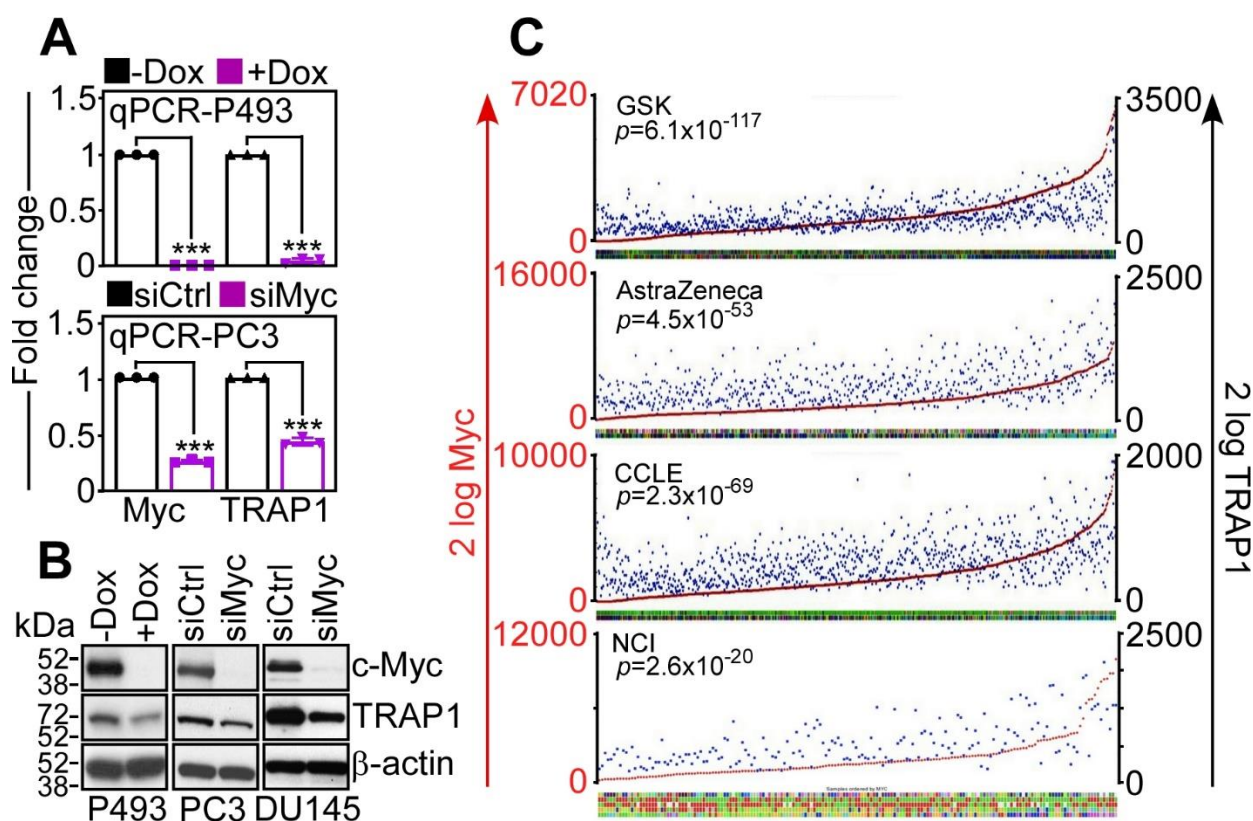 A
-Dox +Dox
qPCR-P493
1.5
1
0.5
0
***
***
siCtrl siMyc
qPCR-PC3
1.5
1
0.5
0
***
***
Fold change
Myc TRAP1
B
kDa
-Dox
+Dox
siCtrl
siMyc
siCtrl
siMyc
52-
38-
c-Myc
72-
52-
TRAP1
52-
38-
β-actin
P493 PC3 DU145
C
2 log Myc
2 log TRAP1
7020
0
GSK
p=6.1x10⁻¹¹⁷
3500
0
16000
0
AstraZeneca
p=4.5x10⁻⁵³
2500
0
10000
0
CCLE
p=2.3x10⁻⁶⁹
2000
0
12000
0
NCI
p=2.6x10⁻²⁰
2500
0
Samples ordered by MYC